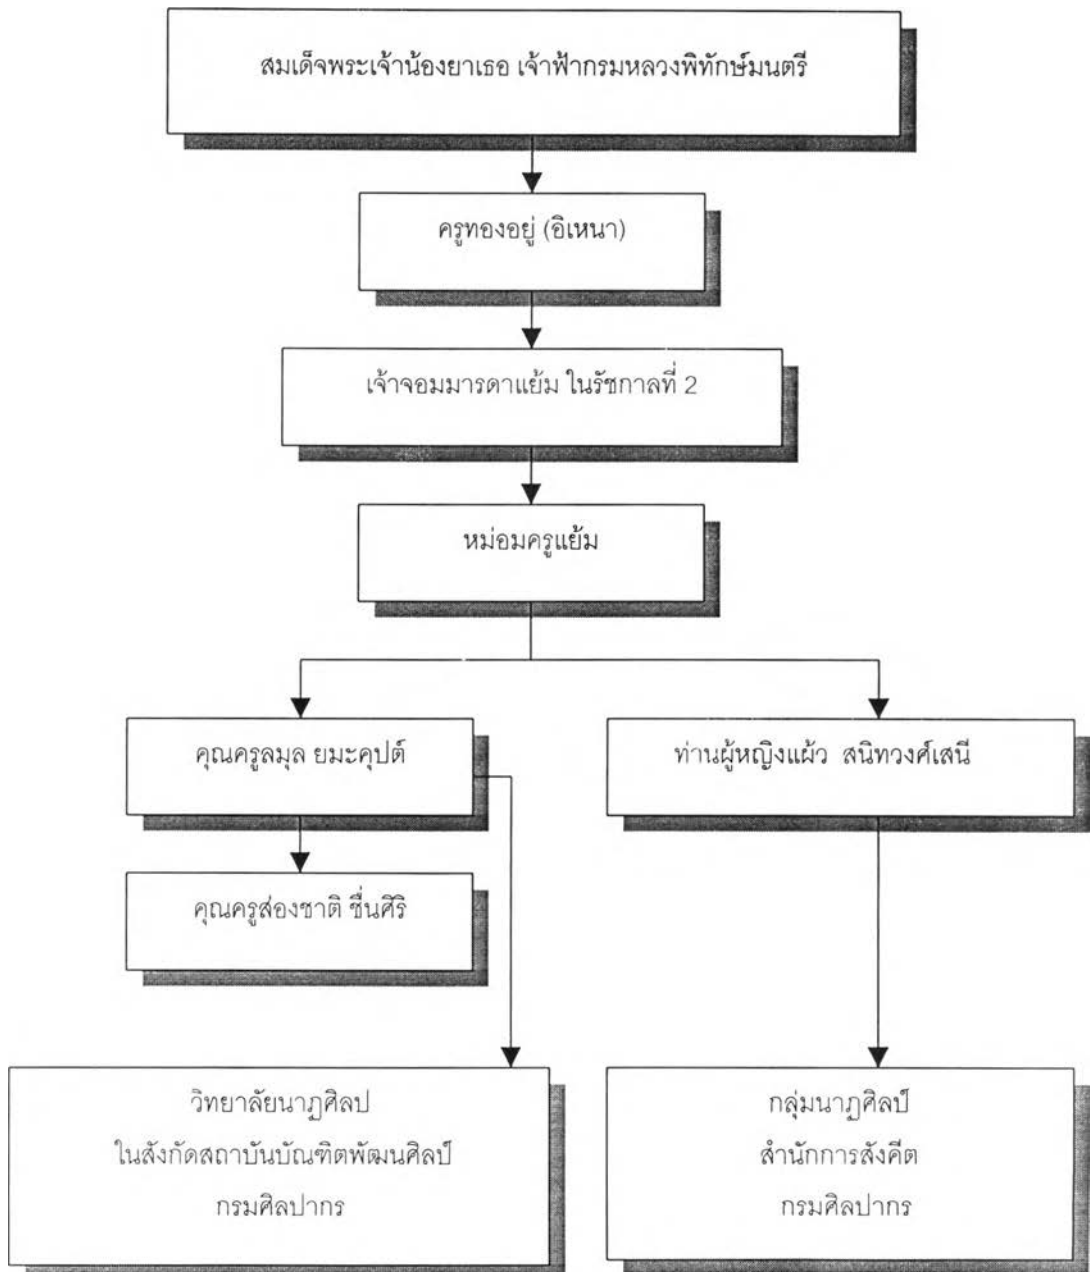 สมเด็จพระเจ้าน้องยาเธอ เจ้าฟ้ากรมหลวงพิทักษ์มนตรี
ครูทองอยู่ (อิเหนา)
เจ้าจอมมารดาแย้ม ในรัชกาลที่ 2
หม่อมครูแย้ม
คุณครูลมุล ยมะคุปต์
ท่านผู้หญิงแผ้ว สนิทวงศ์เสนี
คุณครูส่องชาติ ชื่นศิริ
วิทยาลัยนาฏศิลป
ในสังกัดสถาบันบัณฑิตพัฒนศิลป์
กรมศิลปากร
กลุ่มนาฏศิลป์
สำนักการสังคีต
กรมศิลปากร